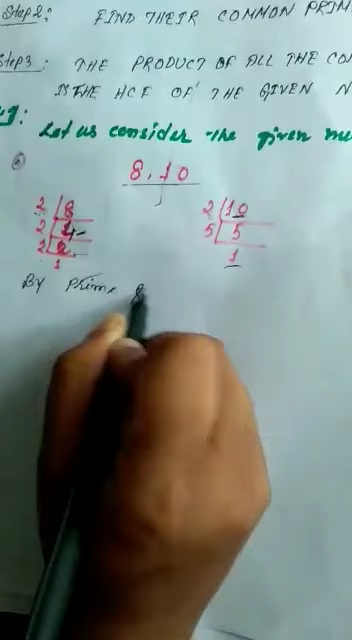 Step 2: FIND THEIR COMMON PRIM
Step 3: THE PRODUCT OF ALL THE CO
IS THE HCF OF THE GIVEN N
Let us consider the given nu
8, 10
2 8 2 10
2 4 5 5
2 2 1
1
By Prime 8